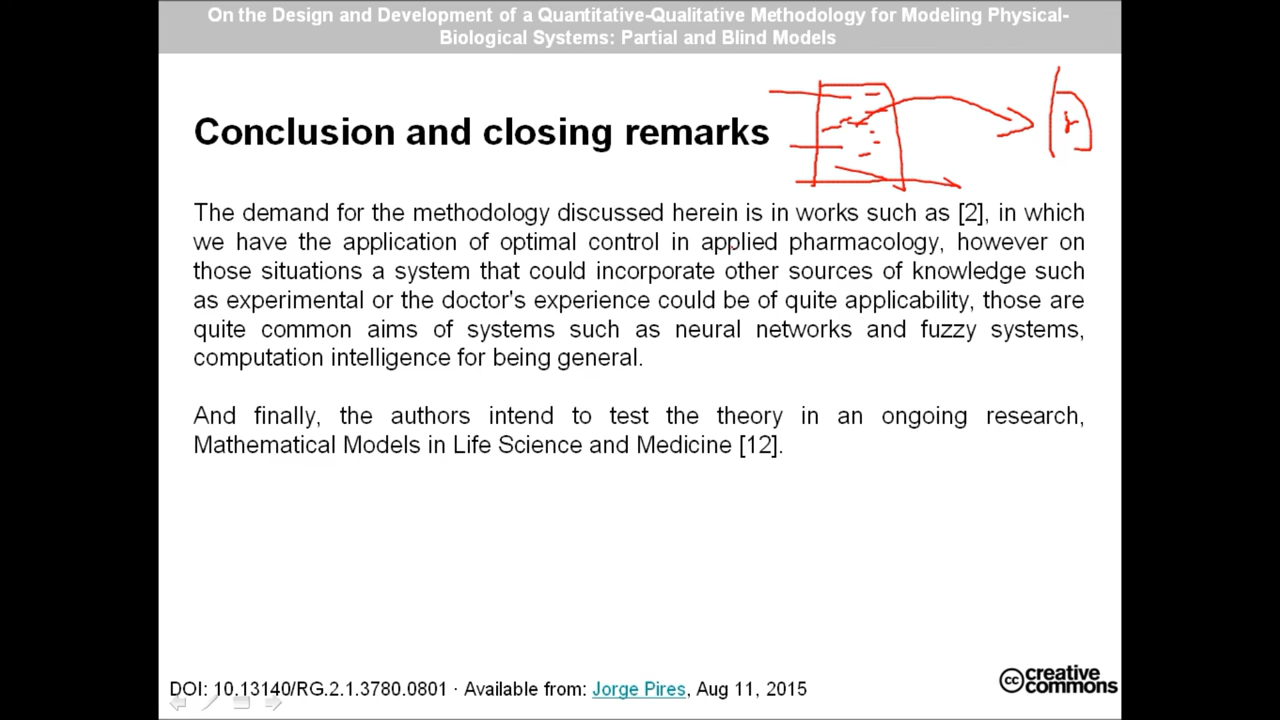 On the Design and Development of a Quantitative-Qualitative Methodology for Modeling Physical-
Biological Systems: Partial and Blind Models
Conclusion and closing remarks
The demand for the methodology discussed herein is in works such as [2], in which
we have the application of optimal control in applied pharmacology, however on
those situations a system that could incorporate other sources of knowledge such
as experimental or the doctor's experience could be of quite applicability, those are
quite common aims of systems such as neural networks and fuzzy systems,
computation intelligence for being general.
And finally, the authors intend to test the theory in an ongoing research,
Mathematical Models in Life Science and Medicine [12].
DOI: 10.13140/RG.2.1.3780.0801 · Available from: Jorge Pires, Aug 11, 2015
cc creative
commons